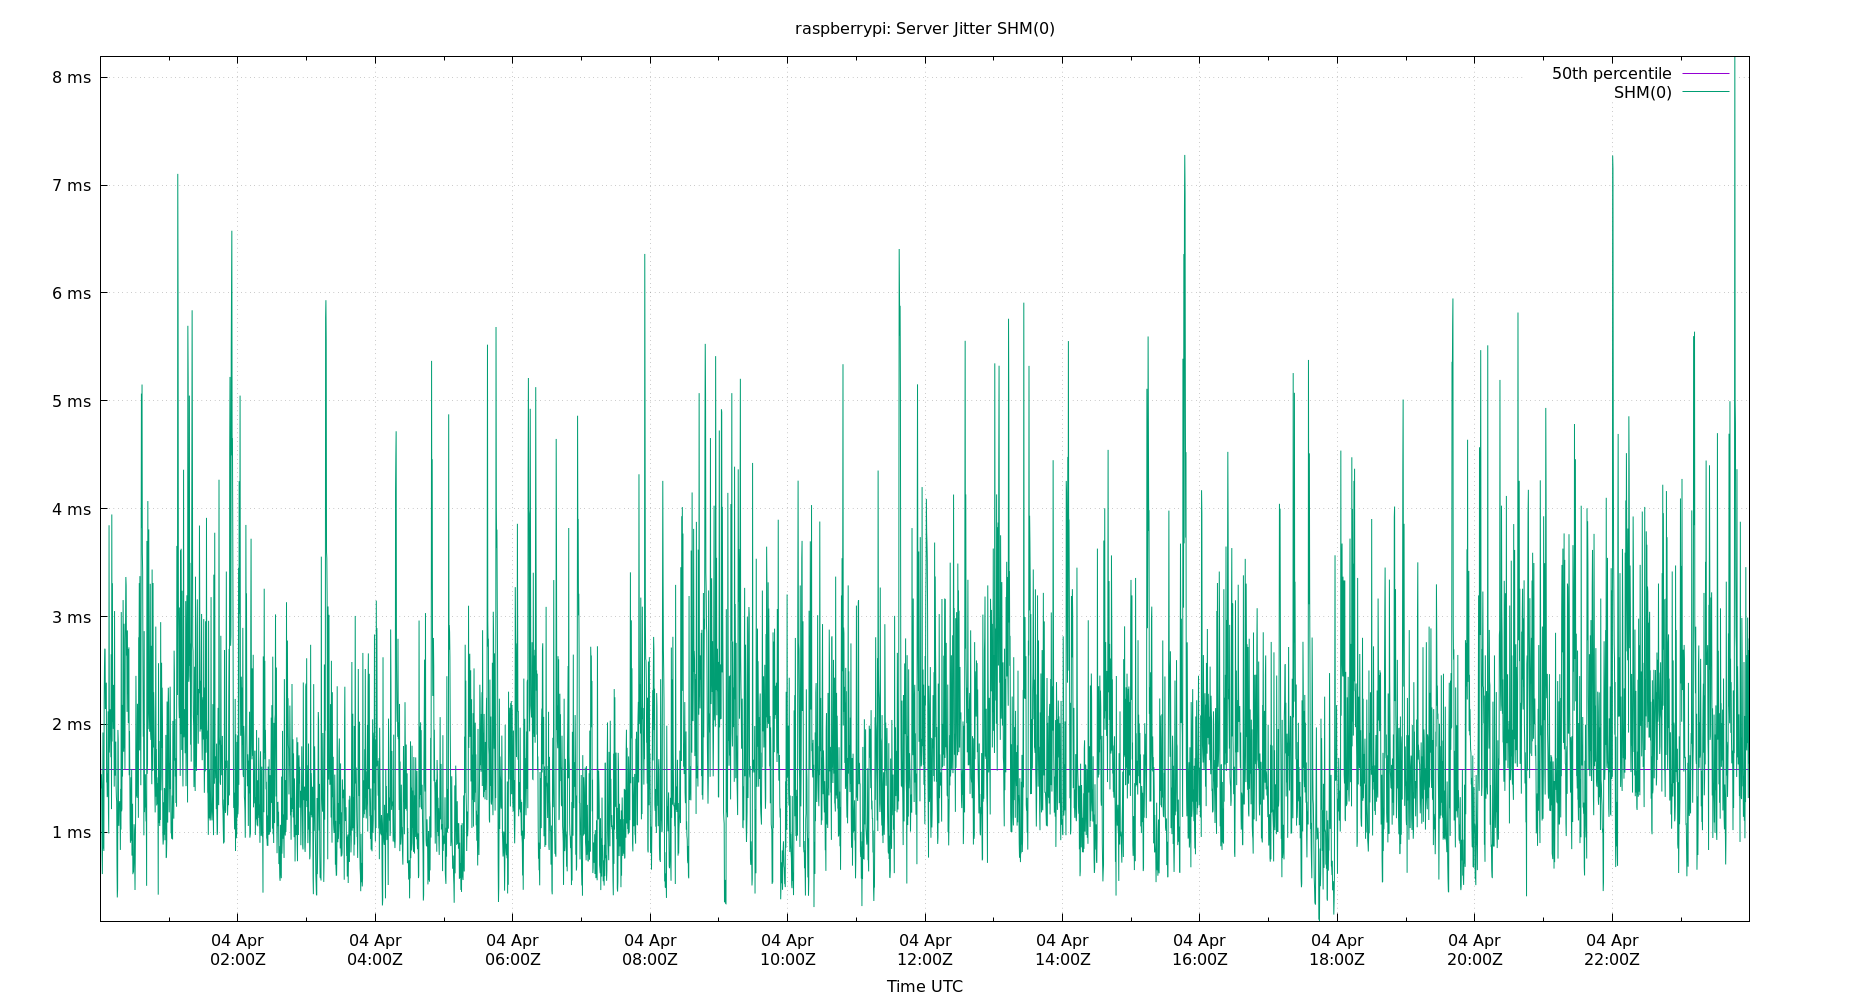 raspberrypi: Server Jitter SHM(0)
8 ms
7 ms
6 ms
5 ms
4 ms
3 ms
2 ms
1 ms
50th percentile
SHM(0)
04 Apr 04 Apr 04 Apr 04 Apr 04 Apr 04 Apr 04 Apr 04 Apr 04 Apr 04 Apr 04 Apr
02:00Z 04:00Z 06:00Z 08:00Z 10:00Z 12:00Z 14:00Z 16:00Z 18:00Z 20:00Z 22:00Z
Time UTC